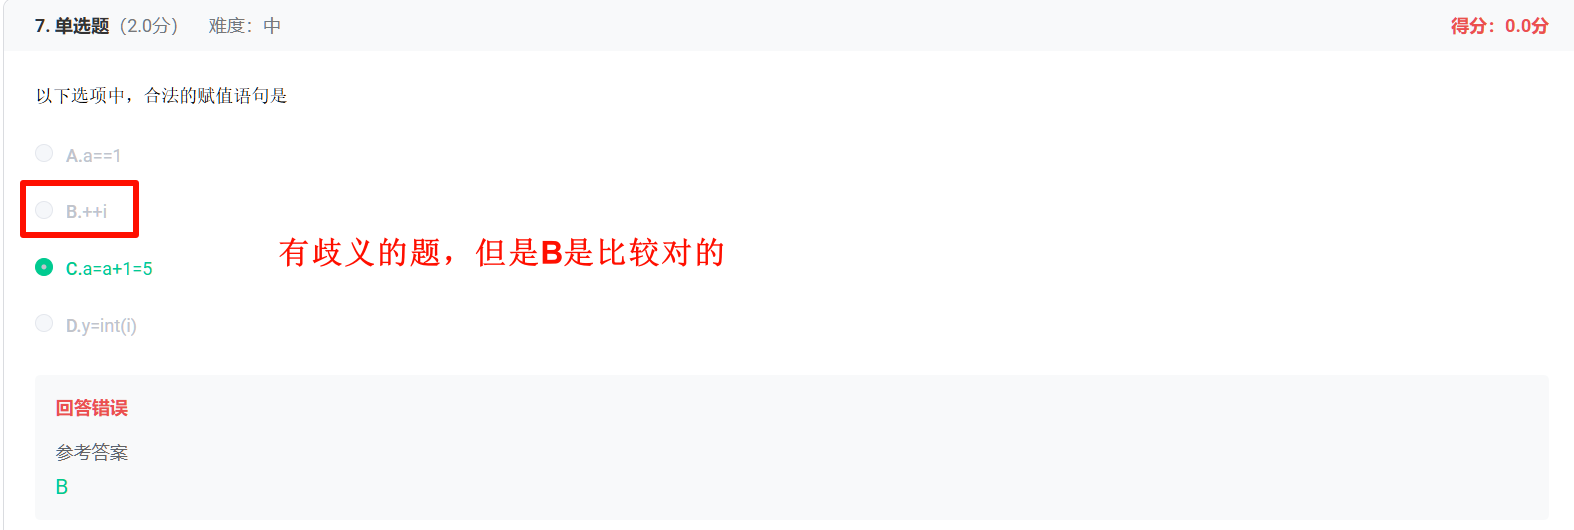 7. 单选题（2.0分） 难度：中 得分：0.0分
以下选项中，合法的赋值语句是
A.a==1
B.++i
C.a=a+1=5
有歧义的题，但是B是比较对的
D.y=int(i)
回答错误
参考答案
B